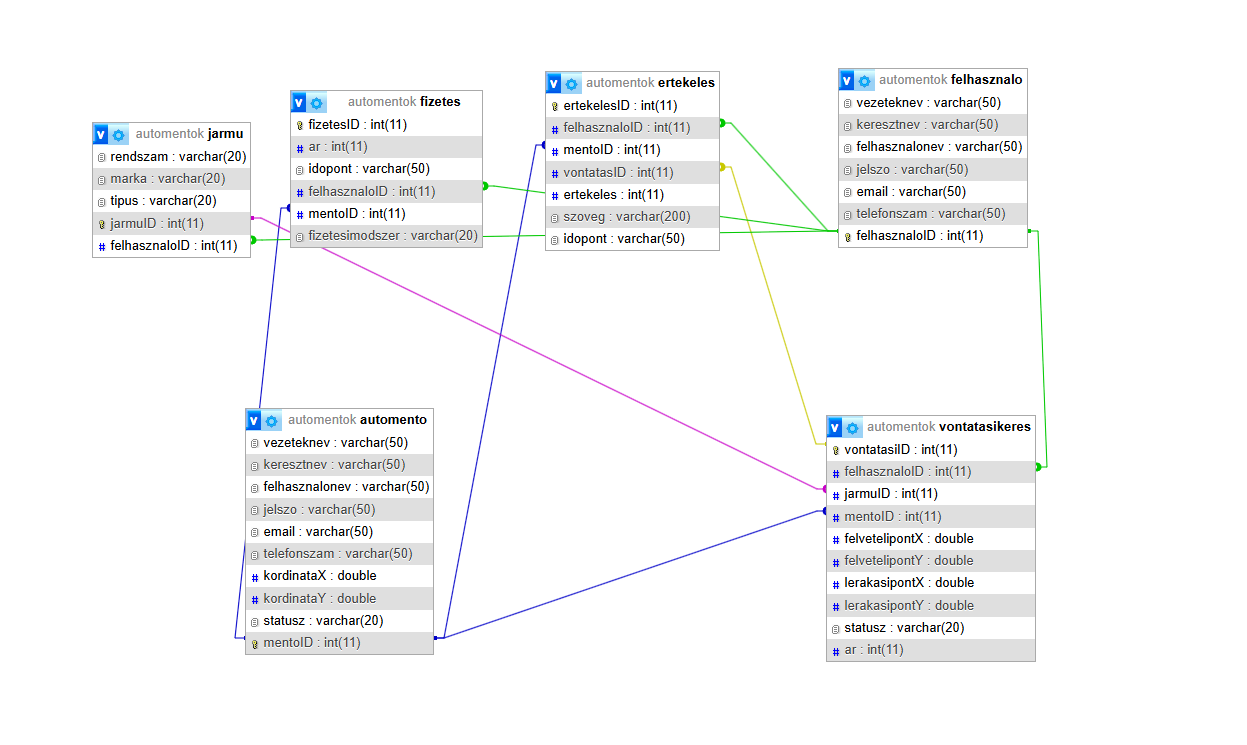 automentok jarmu
rendszam : varchar(20)
marka : varchar(20)
tipus : varchar(20)
jarmuID : int(11)
felhasznaloID : int(11)
automentok fizetes
fizetesID : int(11)
ar : int(11)
idopont : varchar(50)
felhasznaloID : int(11)
mentoID : int(11)
fizetesimodszer : varchar(20)
automentok ertekeles
ertekelesID : int(11)
felhasznaloID : int(11)
mentoID : int(11)
vontatasID : int(11)
ertekeles : int(11)
szoveg : varchar(200)
idopont : varchar(50)
automentok felhasznalo
vezeteknev : varchar(50)
keresztnev : varchar(50)
felhasznalonev : varchar(50)
jelszo : varchar(50)
email : varchar(50)
telefonszam : varchar(50)
felhasznaloID : int(11)
automentok automento
vezeteknev : varchar(50)
keresztnev : varchar(50)
felhasznalonev : varchar(50)
jelszo : varchar(50)
email : varchar(50)
telefonszam : varchar(50)
kordinataX : double
kordinataY : double
statusz : varchar(20)
mentoID : int(11)
automentok vontatasikeres
vontatasiID : int(11)
felhasznaloID : int(11)
jarmuID : int(11)
mentoID : int(11)
felvetelipontX : double
felvetelipontY : double
lerakasipontX : double
lerakasipontY : double
statusz : varchar(20)
ar : int(11)